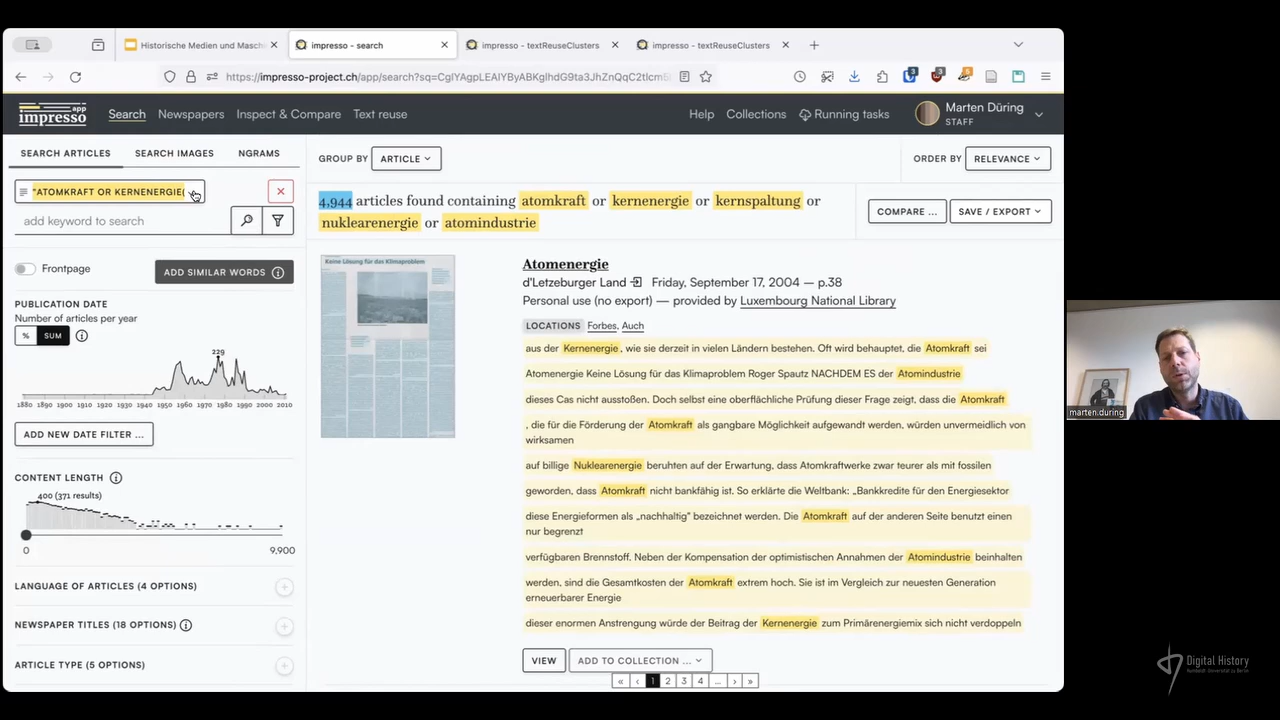 Historische Medien und Masch
impresso - search
impresso - textReuseClusters
impresso - textReuseClusters
https://impresso-project.ch/app/search?sq=CgIYAgpLEAIYByABKgIhdG9ta3JhZnQqC2tlcm5l
impresso app
Search
Newspapers
Inspect & Compare
Text reuse
Help
Collections
Running tasks
Marten Düring
STAFF
SEARCH ARTICLES
SEARCH IMAGES
NGRAMS
GROUP BY
ARTICLE
ORDER BY
RELEVANCE
"ATOMKRAFT OR KERNENERGIE(
add keyword to search
4,944 articles found containing atomkraft or kernenergie or kernspaltung or
nuklearenergie or atomindustrie
COMPARE ...
SAVE / EXPORT
Frontpage
ADD SIMILAR WORDS
PUBLICATION DATE
Number of articles per year
%
SUM
229
1880 1890 1900 1910 1920 1930 1940 1950 1960 1970 1980 1990 2000 2010
ADD NEW DATE FILTER ...
CONTENT LENGTH
400 (371 results)
0
9,900
LANGUAGE OF ARTICLES (4 OPTIONS)
NEWSPAPER TITLES (18 OPTIONS)
ARTICLE TYPE (5 OPTIONS)
Keine Lösung für das Klimaproblem
Atomenergie
d'Letzeburger Land Friday, September 17, 2004 — p.38
Personal use (no export) — provided by Luxembourg National Library
LOCATIONS Forbes, Auch
aus der Kernenergie, wie sie derzeit in vielen Ländern bestehen. Oft wird behauptet, die Atomkraft sei
Atomenergie Keine Lösung für das Klimaproblem Roger Spautz NACHDEM ES der Atomindustrie
dieses Cas nicht ausstoßen. Doch selbst eine oberflächliche Prüfung dieser Frage zeigt, dass die Atomkraft
, die für die Förderung der Atomkraft als gangbare Möglichkeit aufgewandt werden, würden unvermeidlich von
wirksamen
auf billige Nuklearenergie beruhten auf der Erwartung, dass Atomkraftwerke zwar teurer als mit fossilen
geworden, dass Atomkraft nicht bankfähig ist. So erklärte die Weltbank: „Bankkredite für den Energiesektor
diese Energieformen als „nachhaltig" bezeichnet werden. Die Atomkraft auf der anderen Seite benutzt einen
nur begrenzt
verfügbaren Brennstoff. Neben der Kompensation der optimistischen Annahmen der Atomindustrie beinhalten
werden, sind die Gesamtkosten der Atomkraft extrem hoch. Sie ist im Vergleich zur neuesten Generation
erneuerbarer Energie
dieser enormen Anstrengung würde der Beitrag der Kernenergie zum Primärenergiemix sich nicht verdoppeln
VIEW
ADD TO COLLECTION ...
« ‹ 1 2 3 4 ... › »
marten.during
Digital History
Humboldt-Universität zu Berlin